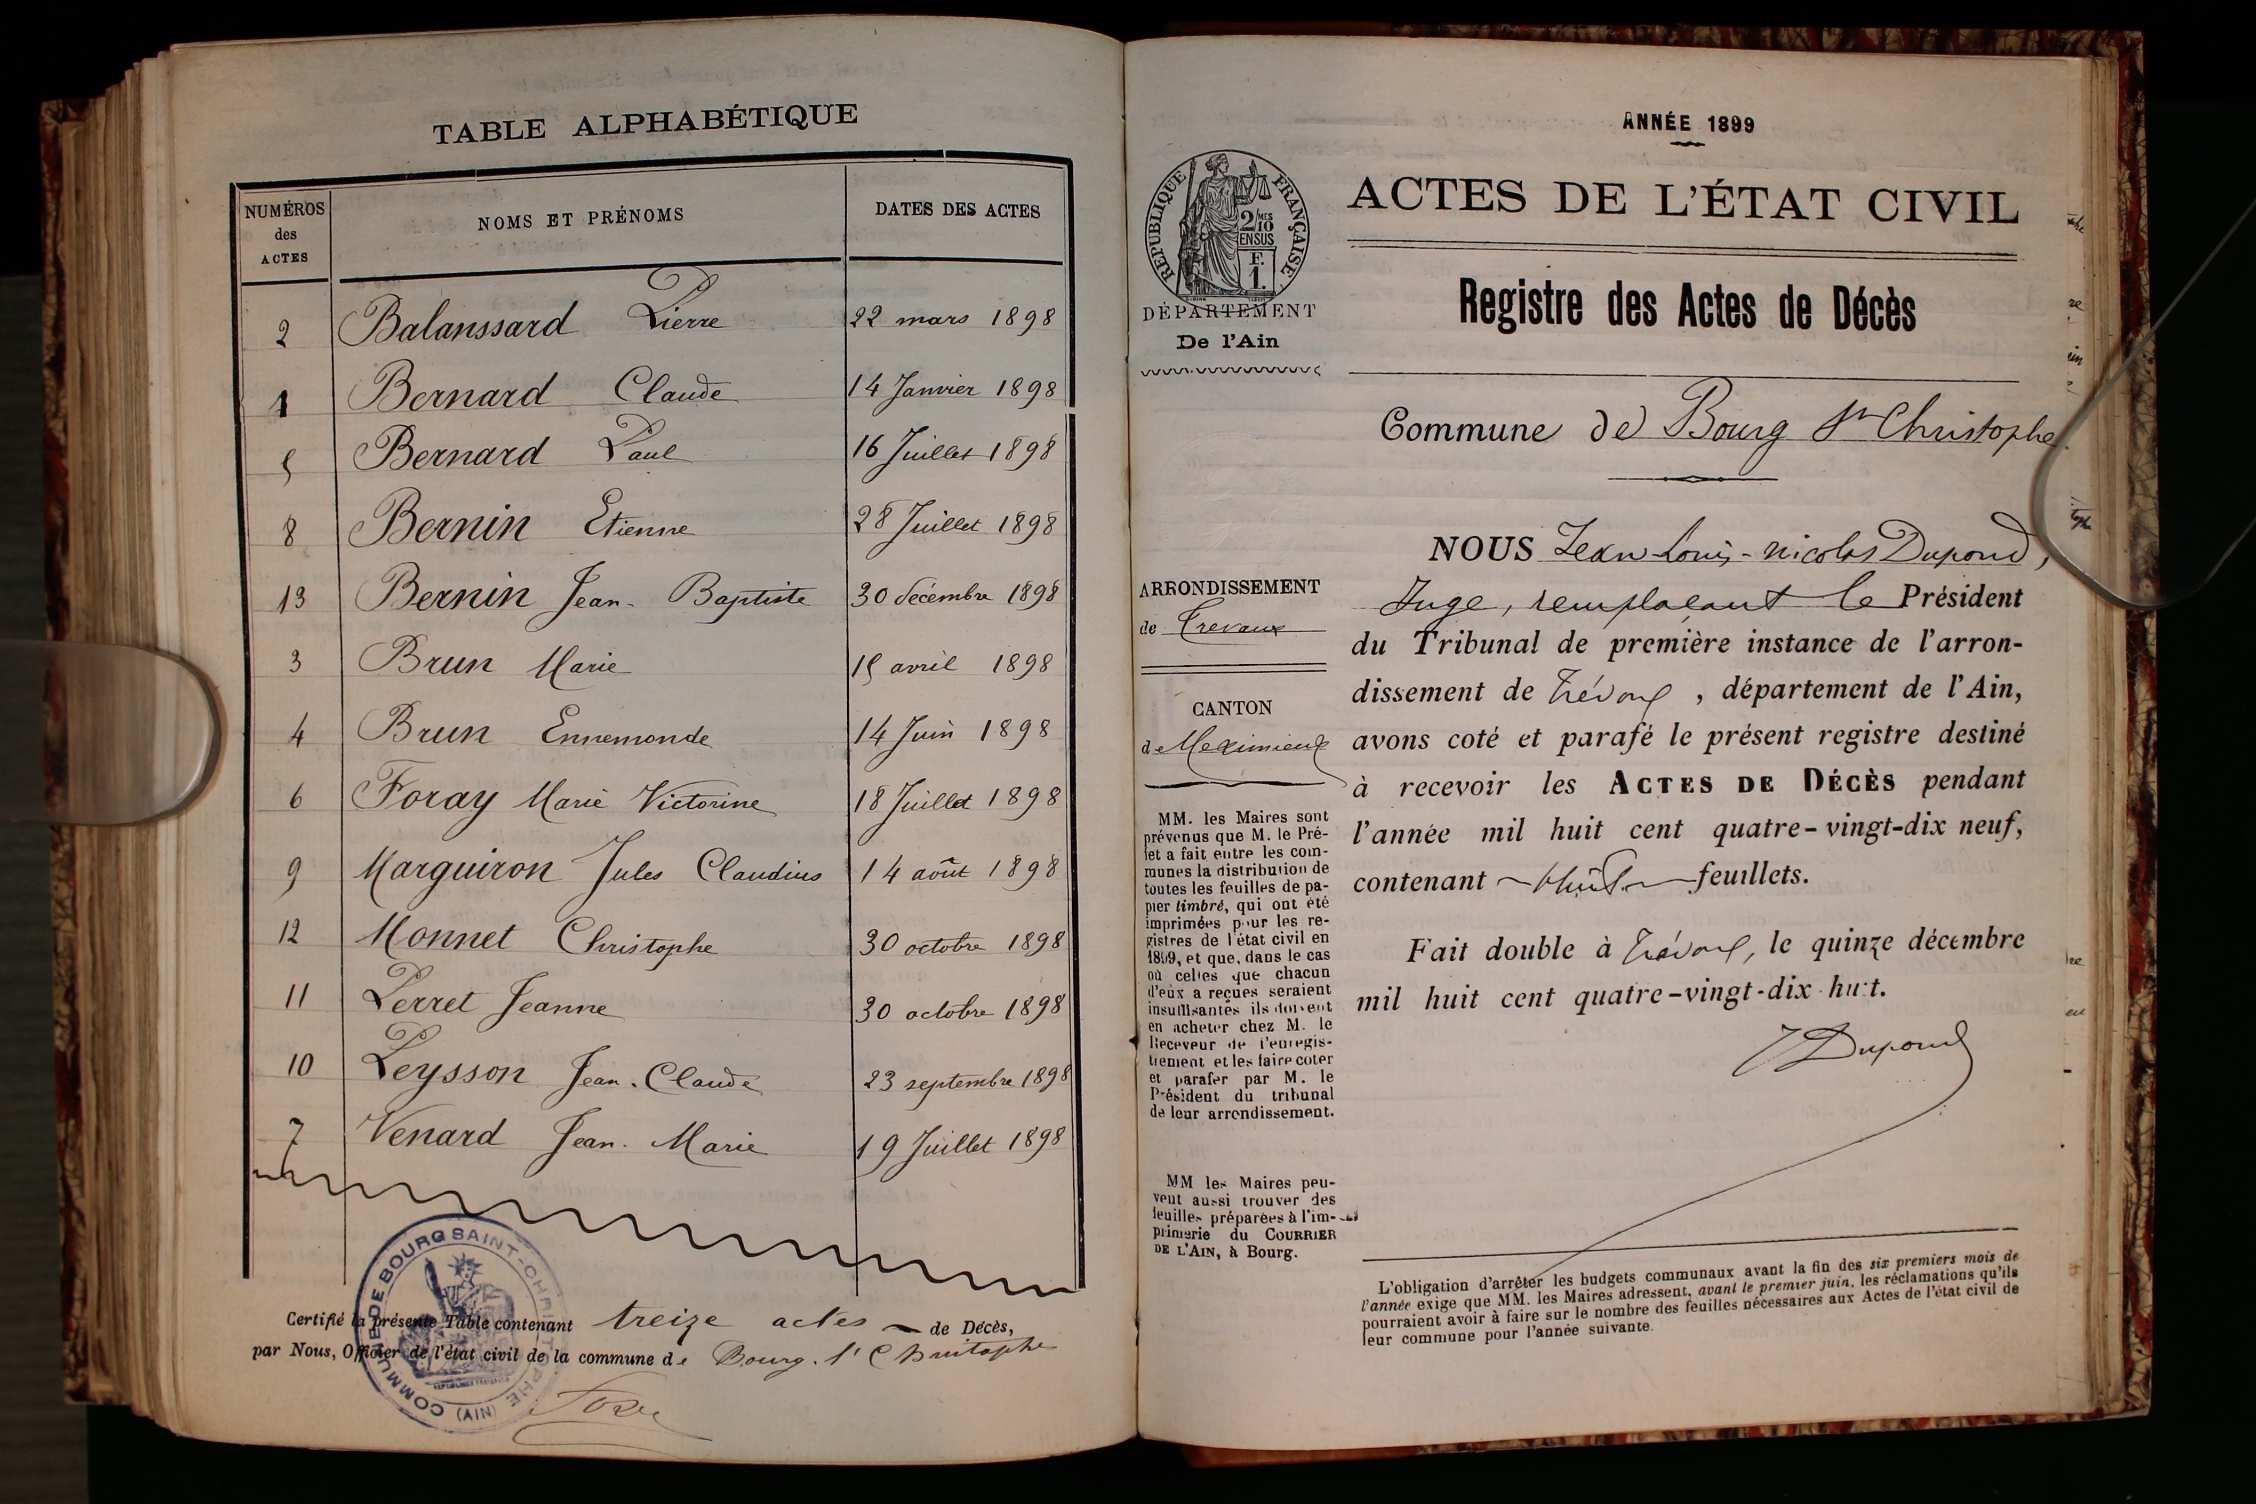 TABLE ALPHABÉTIQUE
NUMÉROS des ACTES
NOMS ET PRÉNOMS
DATES DES ACTES
2 Balanssard Pierre 22 mars 1898
1 Bernard Claude 14 Janvier 1898
5 Bernard Paul 16 Juillet 1898
8 Bernin Etienne 28 Juillet 1898
13 Bernin Jean-Baptiste 30 décembre 1898
3 Brun Marie 15 avril 1898
4 Brun Ennemonde 14 Juin 1898
6 Foray Marie Victorine 18 Juillet 1898
9 Marguiron Jules Claudius 14 août 1898
12 Monnet Christophe 30 octobre 1898
11 Perret Jeanne 30 octobre 1898
10 Peysson Jean-Claude 23 septembre 1898
7 Venard Jean-Marie 19 Juillet 1898
Certifié la présente Table contenant treize actes de Décès,
par Nous, Officier de l'état civil de la commune de Bourg St Christophe
COMMUNE DE BOURG SAINT-CHRISTOPHE (AIN)
ANNÉE 1899
ACTES DE L'ÉTAT CIVIL
RÉPUBLIQUE FRANÇAISE
2/10 MES
EN SUS
F.
1.
DÉPARTEMENT
De l'Ain
Registre des Actes de Décès
Commune de Bourg St Christophe
ARRONDISSEMENT
de Trevoux
CANTON
de Meximieux
MM. les Maires sont
prévenus que M. le Pré-
fet a fait entre les com-
munes la distribution de
toutes les feuilles de pa-
pier timbré, qui ont été
imprimées pour les re-
gistres de l'état civil en
1899, et que, dans le cas
où celles que chacun
d'eux a reçues seraient
insuffisantes ils doivent
en acheter chez M. le
Receveur de l'enregis-
trement et les faire coter
et parafer par M. le
Président du tribunal
de leur arrondissement.
MM les Maires peu-
vent aussi trouver des
feuilles préparées à l'im-
primerie du COURRIER
DE L'AIN, à Bourg.
NOUS Jean-Louis-Nicolas Dupond,
Juge, remplaçant le Président
du Tribunal de première instance de l'arron-
dissement de Trévoux, département de l'Ain,
avons coté et parafé le présent registre destiné
à recevoir les ACTES DE DÉCÈS pendant
l'année mil huit cent quatre-vingt-dix neuf,
contenant huit feuillets.
Fait double à Trévoux, le quinze décembre
mil huit cent quatre-vingt-dix-huit.
Dupond
L'obligation d'arrêter les budgets communaux avant la fin des six premiers mois de
l'année exige que MM. les Maires adressent, avant le premier juin, les réclamations qu'ils
pourraient avoir à faire sur le nombre des feuilles nécessaires aux Actes de l'état civil de
leur commune pour l'année suivante.